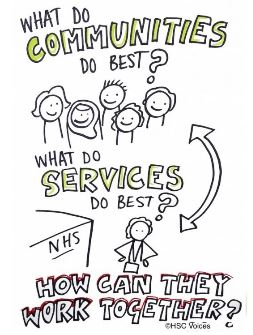 WHAT DO
COMMUNITIES
DO BEST?
WHAT DO
SERVICES
DO BEST?
NHS
©HSC Voices
HOW CAN THEY
WORK TOGETHER?